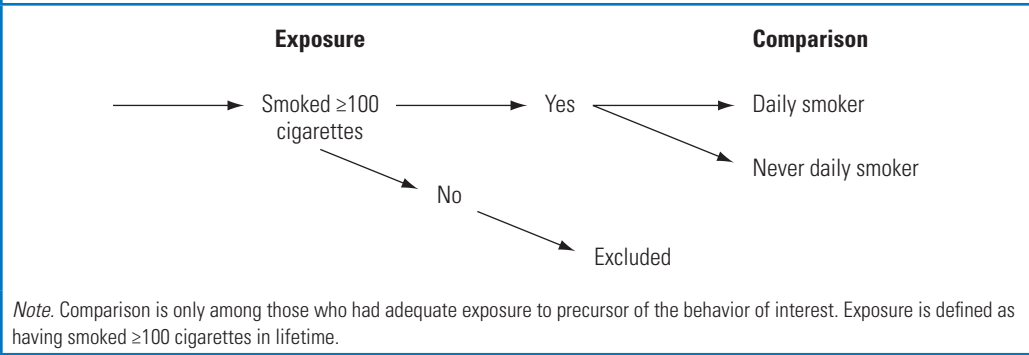 Exposure Comparison
Smoked ≥100 Yes Daily smoker
cigarettes
Never daily smoker
No
Excluded
Note. Comparison is only among those who had adequate exposure to precursor of the behavior of interest. Exposure is defined as
having smoked ≥100 cigarettes in lifetime.